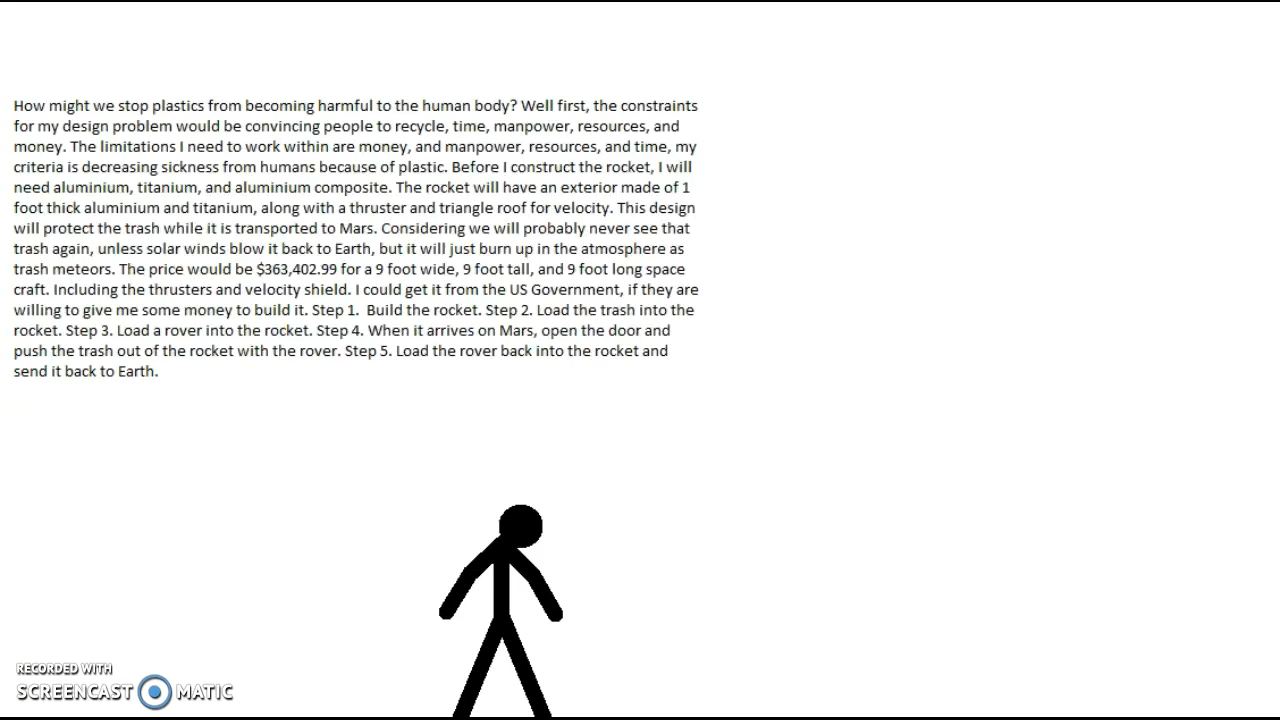 How might we stop plastics from becoming harmful to the human body? Well first, the constraints
for my design problem would be convincing people to recycle, time, manpower, resources, and
money. The limitations I need to work within are money, and manpower, resources, and time, my
criteria is decreasing sickness from humans because of plastic. Before I construct the rocket, I will
need aluminium, titanium, and aluminium composite. The rocket will have an exterior made of 1
foot thick aluminium and titanium, along with a thruster and triangle roof for velocity. This design
will protect the trash while it is transported to Mars. Considering we will probably never see that
trash again, unless solar winds blow it back to Earth, but it will just burn up in the atmosphere as
trash meteors. The price would be $363,402.99 for a 9 foot wide, 9 foot tall, and 9 foot long space
craft. Including the thrusters and velocity shield. I could get it from the US Government, if they are
willing to give me some money to build it. Step 1.  Build the rocket. Step 2. Load the trash into the
rocket. Step 3. Load a rover into the rocket. Step 4. When it arrives on Mars, open the door and
push the trash out of the rocket with the rover. Step 5. Load the rover back into the rocket and
send it back to Earth.
RECORDED WITH
SCREENCAST MATIC